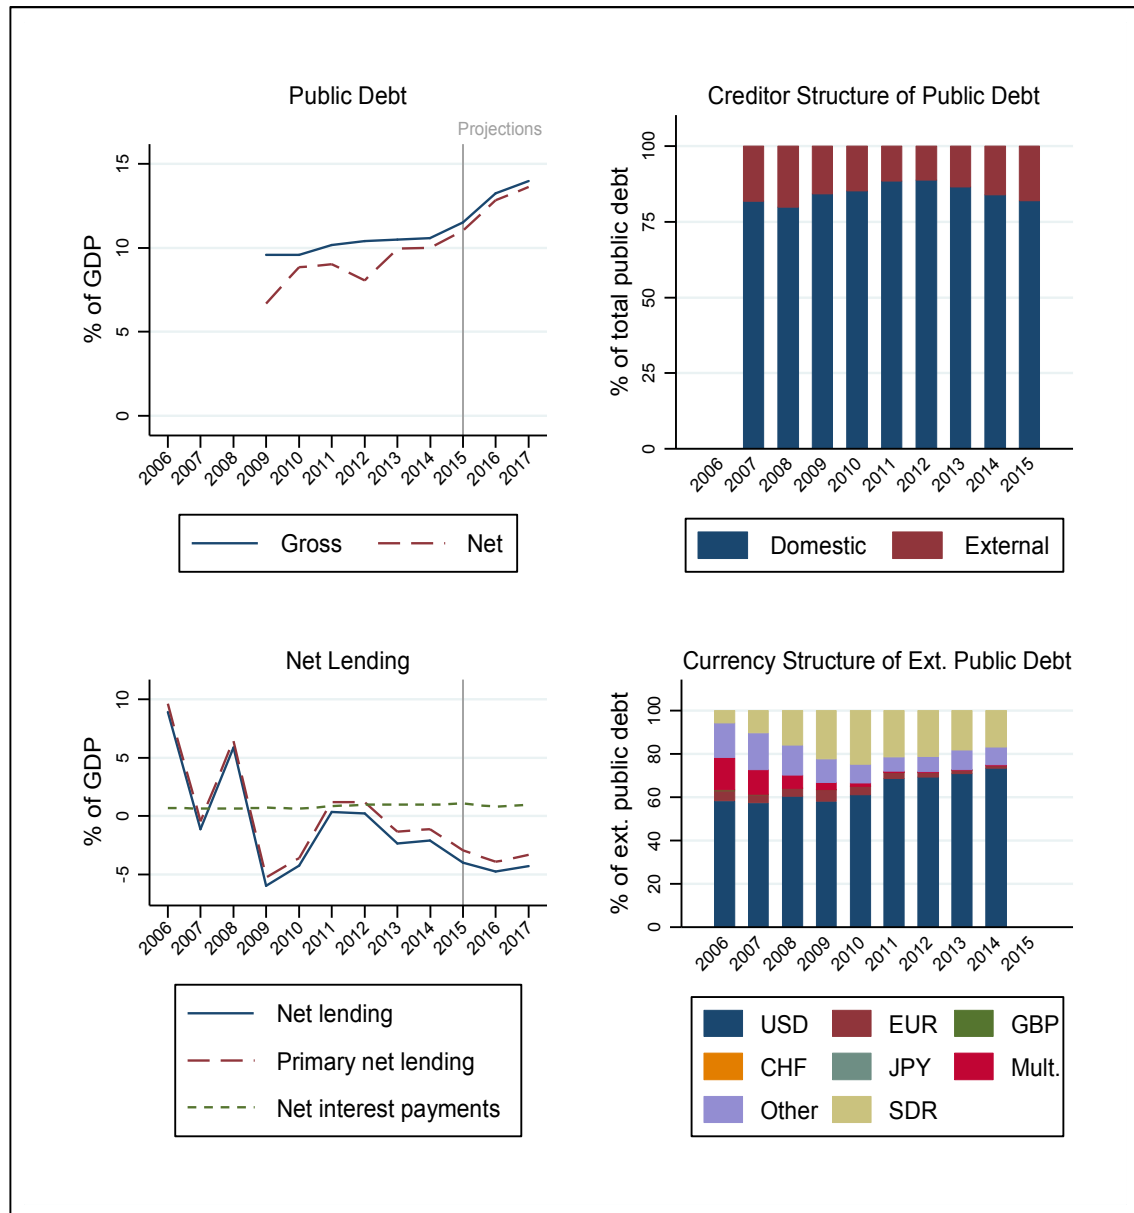 Public Debt
Projections
% of GDP
15
10
5
0
2006 2007 2008 2009 2010 2011 2012 2013 2014 2015 2016 2017
Gross Net
Creditor Structure of Public Debt
% of total public debt
100
75
50
25
0
2006 2007 2008 2009 2010 2011 2012 2013 2014 2015
Domestic External
Net Lending
% of GDP
10
5
0
-5
2006 2007 2008 2009 2010 2011 2012 2013 2014 2015 2016 2017
Net lending
Primary net lending
Net interest payments
Currency Structure of Ext. Public Debt
% of ext. public debt
100
80
60
40
20
0
2006 2007 2008 2009 2010 2011 2012 2013 2014 2015
USD EUR GBP
CHF JPY Mult.
Other SDR